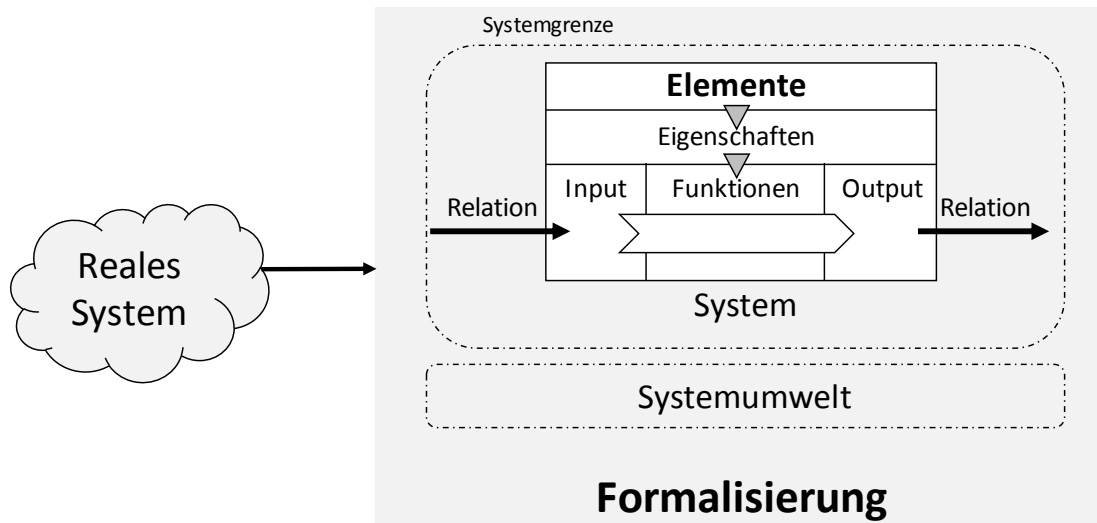 Systemgrenze
Elemente
Eigenschaften
Input
Funktionen
Output
Relation
Relation
Reales
System
System
Systemumwelt
Formalisierung